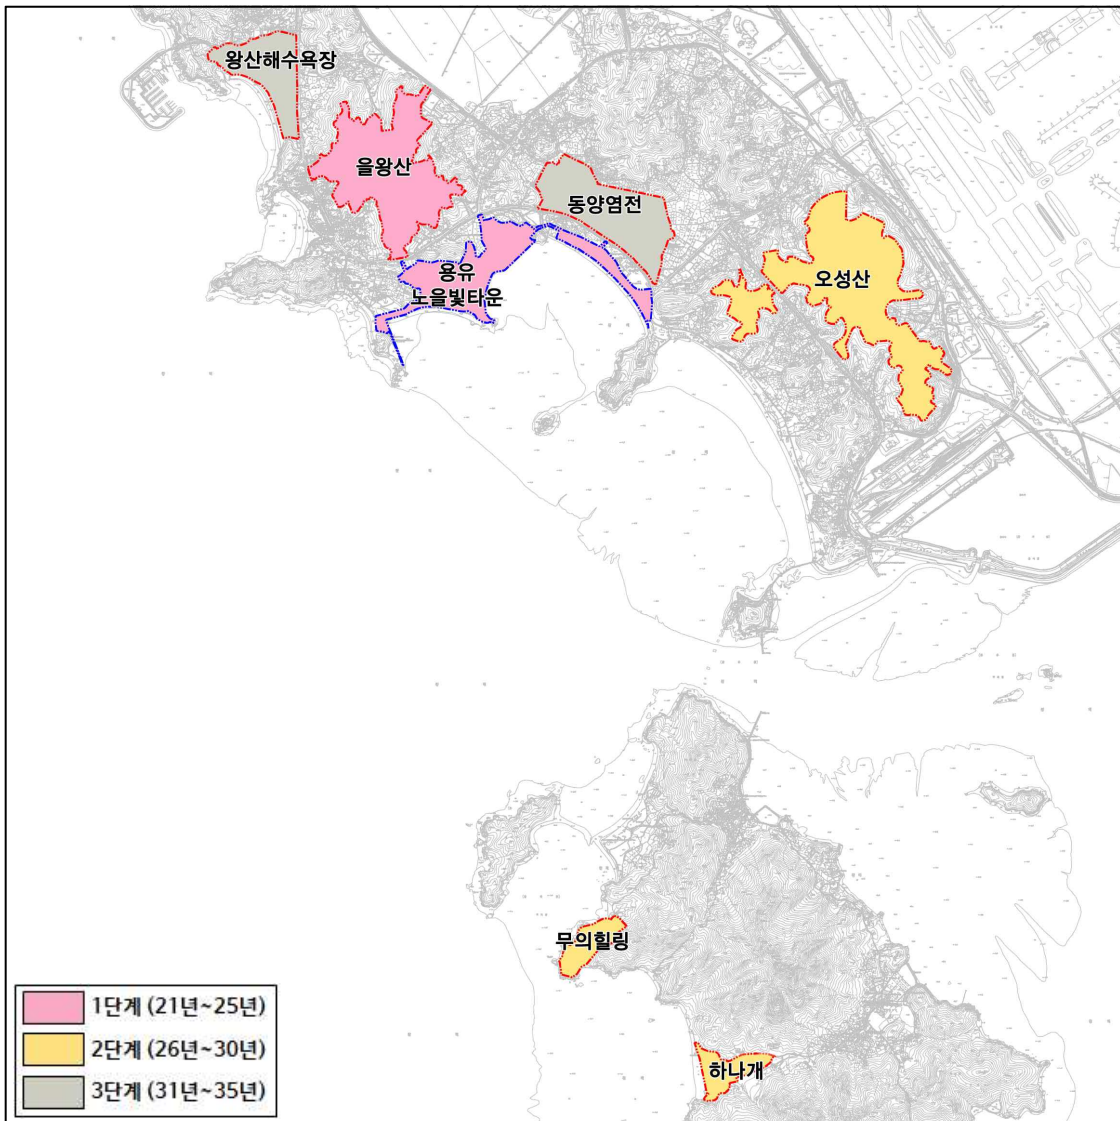 왕산해수욕장
을왕산
동양염전
용유
노을빛타운
오성산
무의힐링
하나개
1단계 (21년~25년)
2단계 (26년~30년)
3단계 (31년~35년)